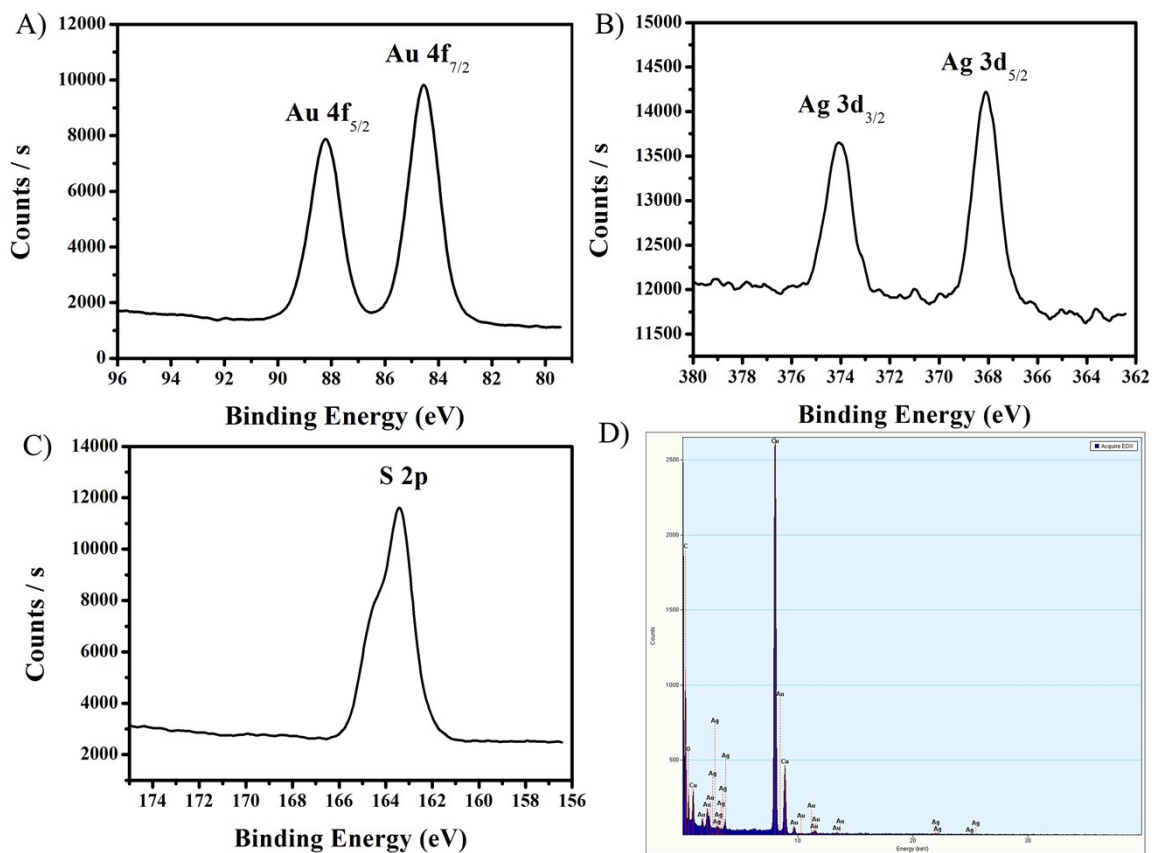 A)
Au 4f7/2
Au 4f5/2
12000
10000
8000
6000
4000
2000
0
Counts / s
96 94 92 90 88 86 84 82 80
Binding Energy (eV)
B)
Ag 3d5/2
Ag 3d3/2
15000
14500
14000
13500
13000
12500
12000
11500
Counts / s
380 378 376 374 372 370 368 366 364 362
Binding Energy (eV)
C)
S 2p
14000
12000
10000
8000
6000
4000
2000
Counts / s
174 172 170 168 166 164 162 160 158 156
Binding Energy (eV)
D)
Acquire EDX
Cu
2500
2000
C
1500
1000
Au
Ag
Ag
Cu
500
O
Ag
Cu
Ag
Au
Ag
Au
Au
Ag
Au
Au
Au
Au
Au
Au
Ag
Ag
Ag
Ag
Counts
10 20 30
Energy (keV)